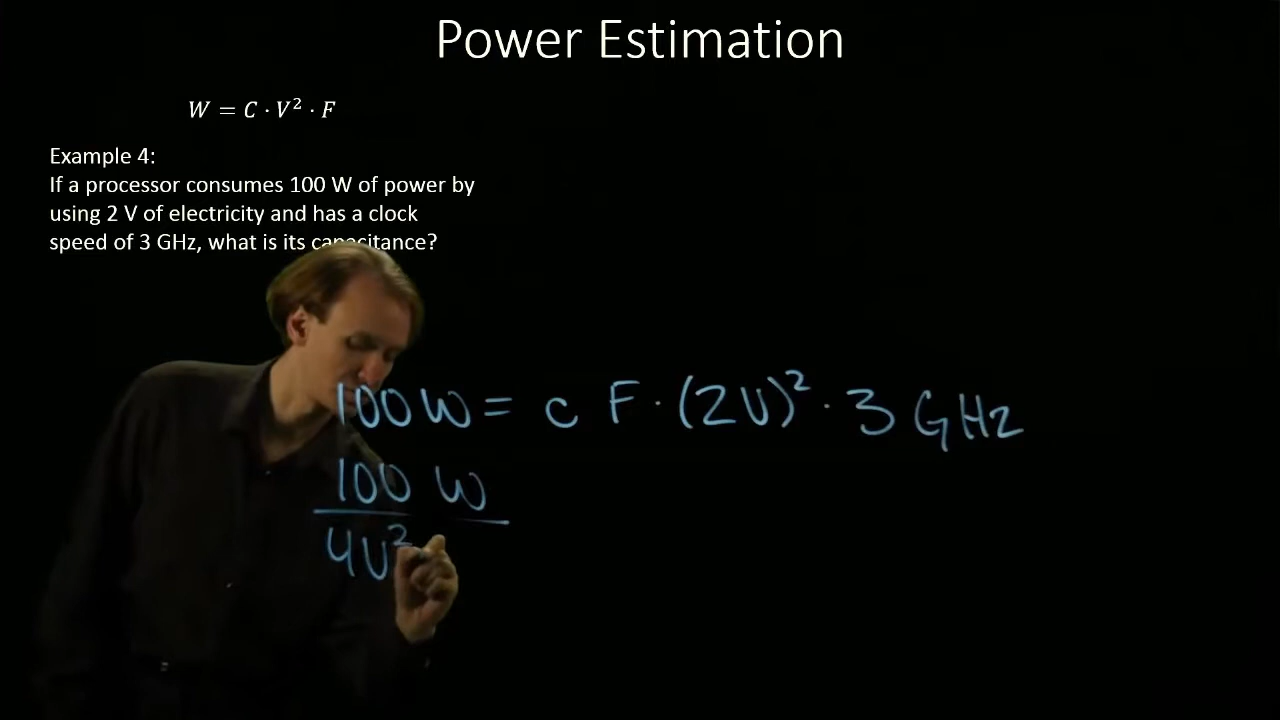 Power Estimation
W = C · V² · F
Example 4:
If a processor consumes 100 W of power by
using 2 V of electricity and has a clock
speed of 3 GHz, what is its capacitance?
100 W = c F · (2V)² · 3 GHz
100 W
4V²